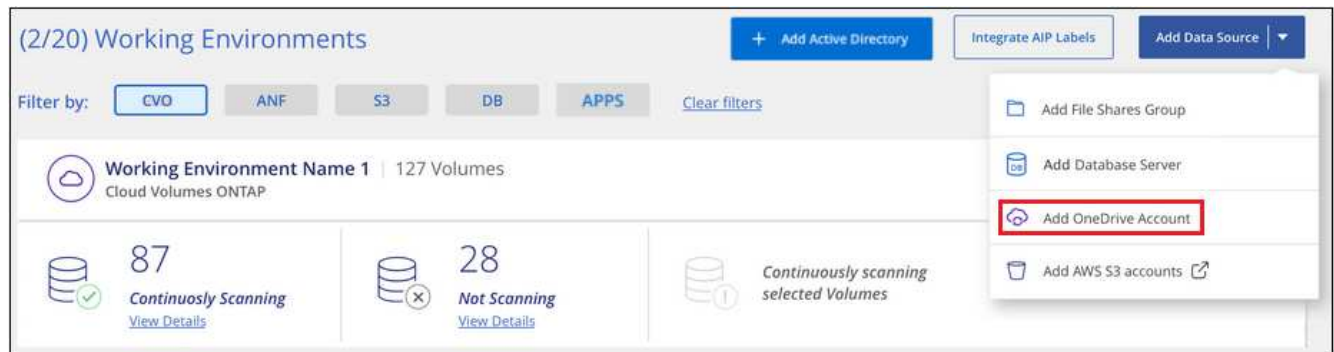 (2/20) Working Environments
+ Add Active Directory
Integrate AIP Labels
Add Data Source
Filter by:
CVO
ANF
S3
DB
APPS
Clear filters
Add File Shares Group
Working Environment Name 1 | 127 Volumes
Cloud Volumes ONTAP
DB
Add Database Server
Add OneDrive Account
Add AWS S3 accounts
87
Continuosly Scanning
View Details
28
Not Scanning
View Details
Continuously scanning
selected Volumes